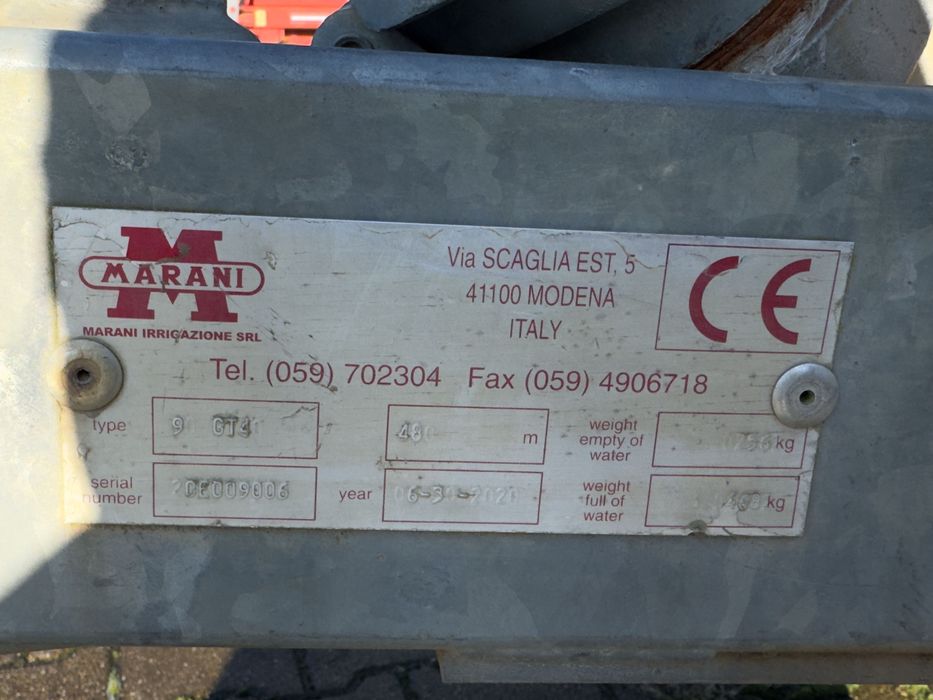 M
MARANI
MARANI IRRIGAZIONE SRL
Via SCAGLIA EST, 5
41100 MODENA
ITALY
CE
Tel. (059) 702304 Fax (059) 4906718
type
m
weight
empty of
water
kg
serial
number
year
weight
full of
water
kg